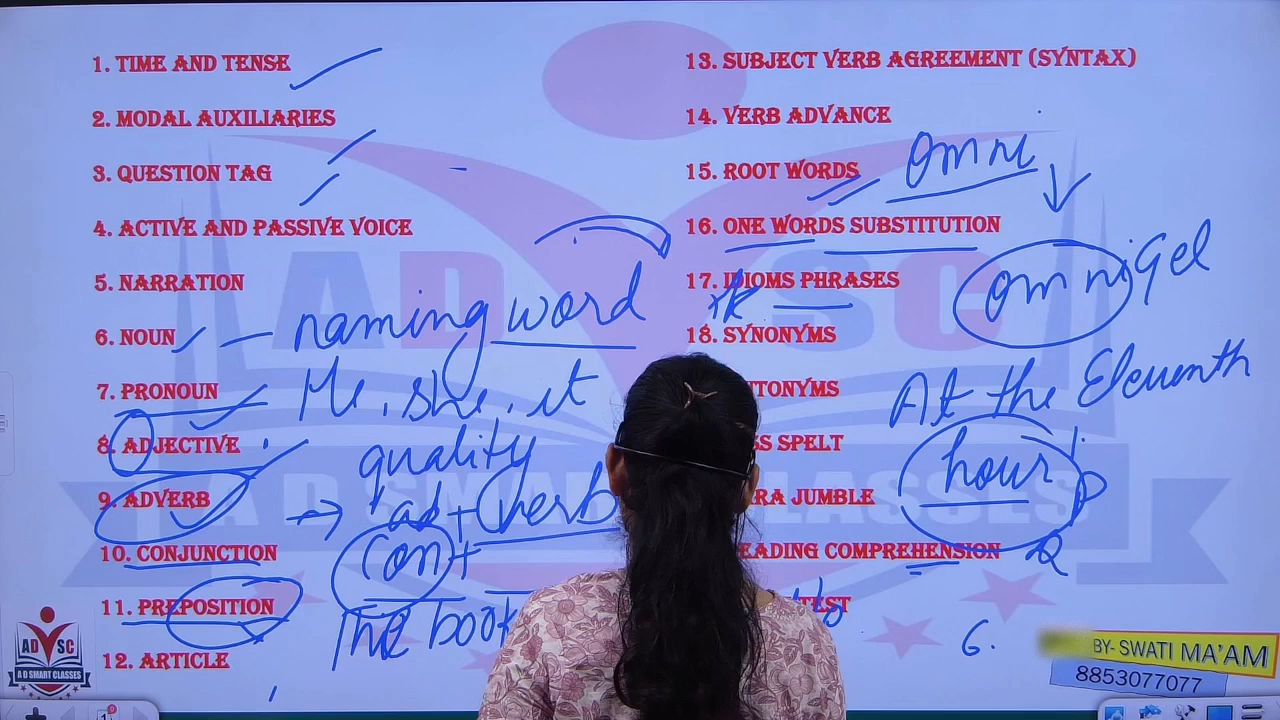 1. TIME AND TENSE
2. MODAL AUXILIARIES
3. QUESTION TAG
4. ACTIVE AND PASSIVE VOICE
5. NARRATION
6. NOUN
naming word
7. PRONOUN
He, she, it
8. ADJECTIVE
quality
9. ADVERB
ad + verb
10. CONJUNCTION
con+
11. PREPOSITION
The book
12. ARTICLE
13. SUBJECT VERB AGREEMENT (SYNTAX)
14. VERB ADVANCE
15. ROOT WORDS
omni
16. ONE WORDS SUBSTITUTION
17. IDIOMS PHRASES
omnigel
18. SYNONYMS
At the Eleventh
hour
SPELT
JUMBLE
COMPREHENSION
6.
ADSC
A D SMART CLASSES
BY- SWATI MA'AM
8853077077